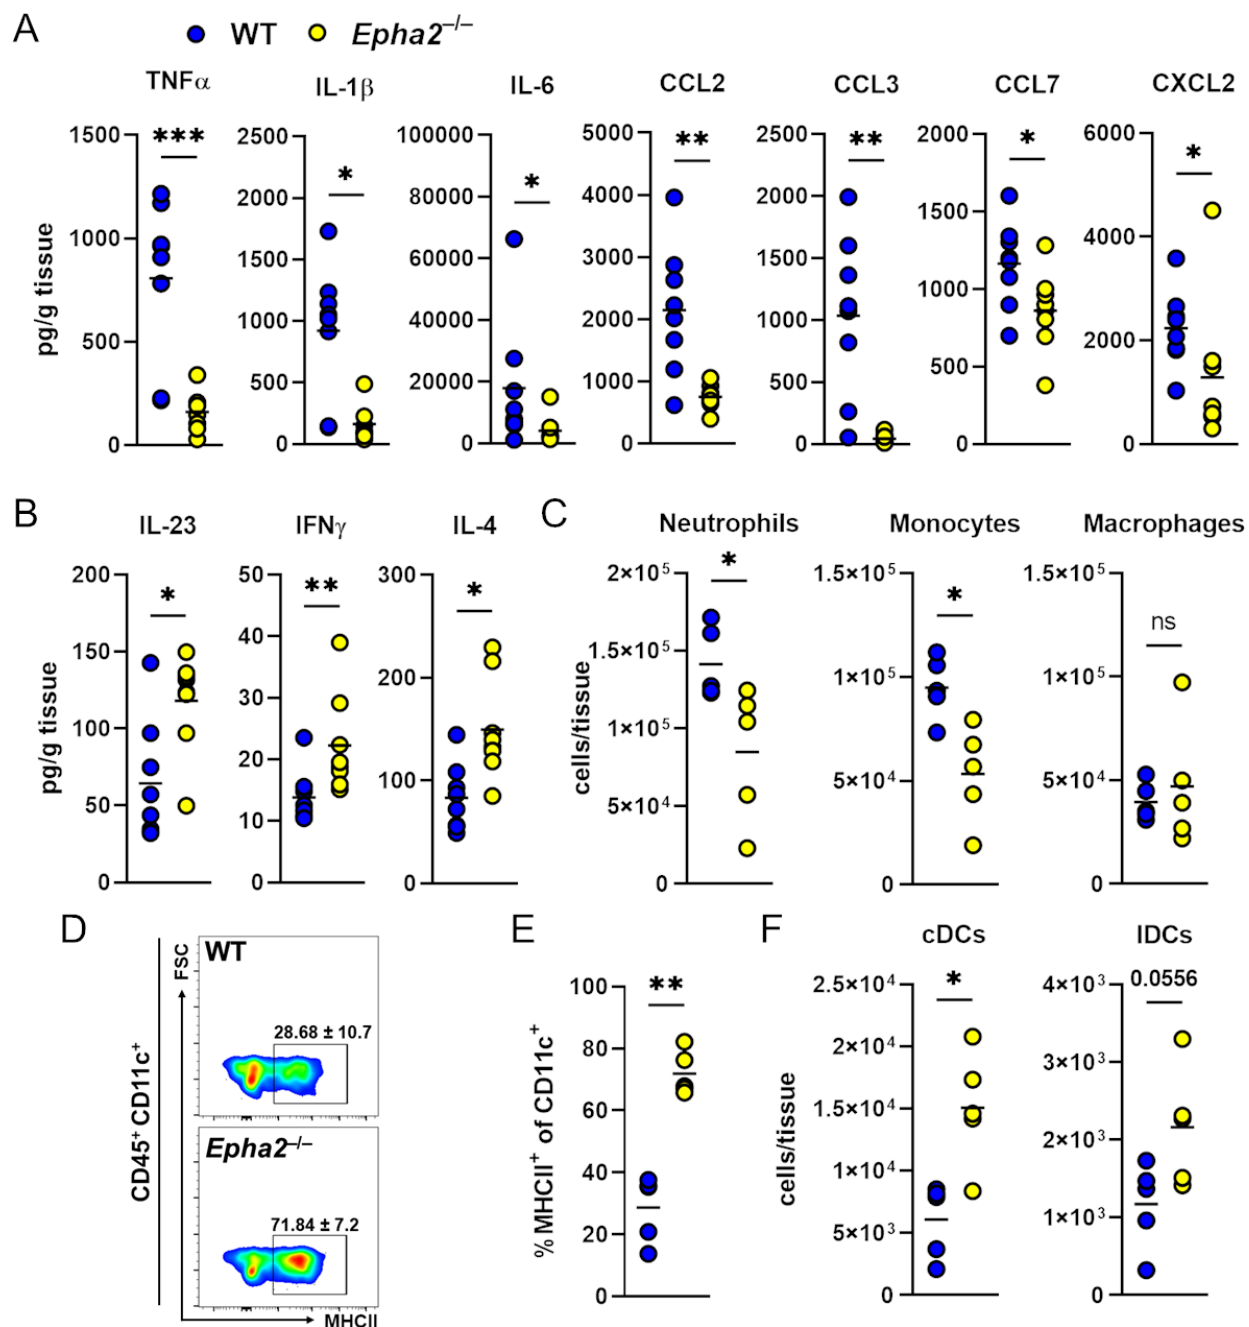 A
WT Epha2–/–
TNFα IL-1β IL-6 CCL2 CCL3 CCL7 CXCL2
pg/g tissue
1500 1000 500 0
***
2500 2000 1500 1000 500 0
*
100000 80000 60000 40000 20000 0
*
5000 4000 3000 2000 1000 0
**
2500 2000 1500 1000 500 0
**
2000 1500 1000 500 0
*
6000 4000 2000 0
*
B
IL-23 IFNγ IL-4
pg/g tissue
200 150 100 50 0
*
50 40 30 20 10 0
**
300 200 100 0
*
C
Neutrophils Monocytes Macrophages
cells/tissue
2×10⁵ 1.5×10⁵ 1×10⁵ 5×10⁴ 0
*
1.5×10⁵ 1×10⁵ 5×10⁴ 0
*
1.5×10⁵ 1×10⁵ 5×10⁴ 0
ns
D
CD45⁺ CD11c⁺
FSC
WT
28.68 ± 10.7
Epha2–/–
71.84 ± 7.2
MHCII
E
% MHCII⁺ of CD11c⁺
100 80 60 40 20 0
**
F
cDCs lDCs
cells/tissue
2.5×10⁴ 2×10⁴ 1.5×10⁴ 1×10⁴ 5×10³ 0
*
4×10³ 3×10³ 2×10³ 1×10³ 0
0.0556